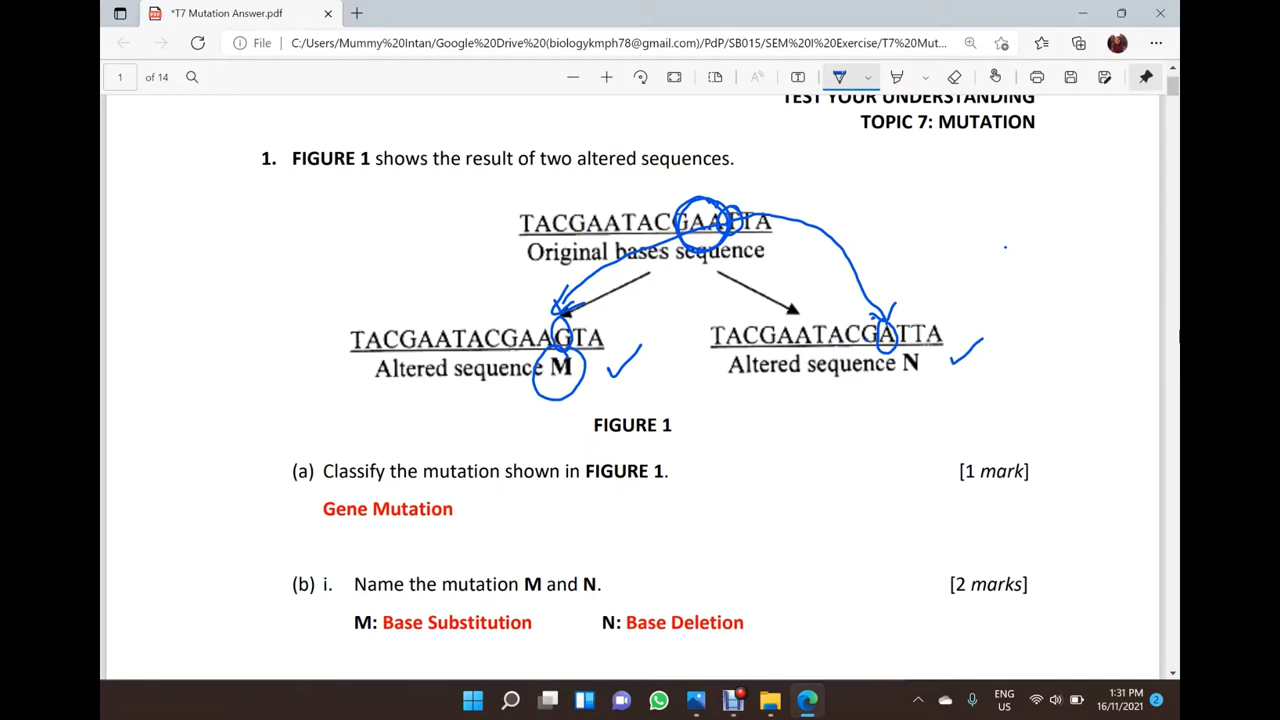 *T7 Mutation Answer.pdf
File
C:/Users/Mummy%20Intan/Google%20Drive%20(biologykmph78@gmail.com)/PdP/SB015/SEM%20I%20Exercise/T7%20Mut...
1 of 14
TEST YOUR UNDERSTANDING
TOPIC 7: MUTATION
1. FIGURE 1 shows the result of two altered sequences.
TACGAATACGAATTA
Original bases sequence
TACGAATACGAAGTA
Altered sequence M
TACGAATACGATTA
Altered sequence N
FIGURE 1
(a) Classify the mutation shown in FIGURE 1. [1 mark]
Gene Mutation
(b) i. Name the mutation M and N. [2 marks]
M: Base Substitution N: Base Deletion
ENG
US
1:31 PM
16/11/2021
2